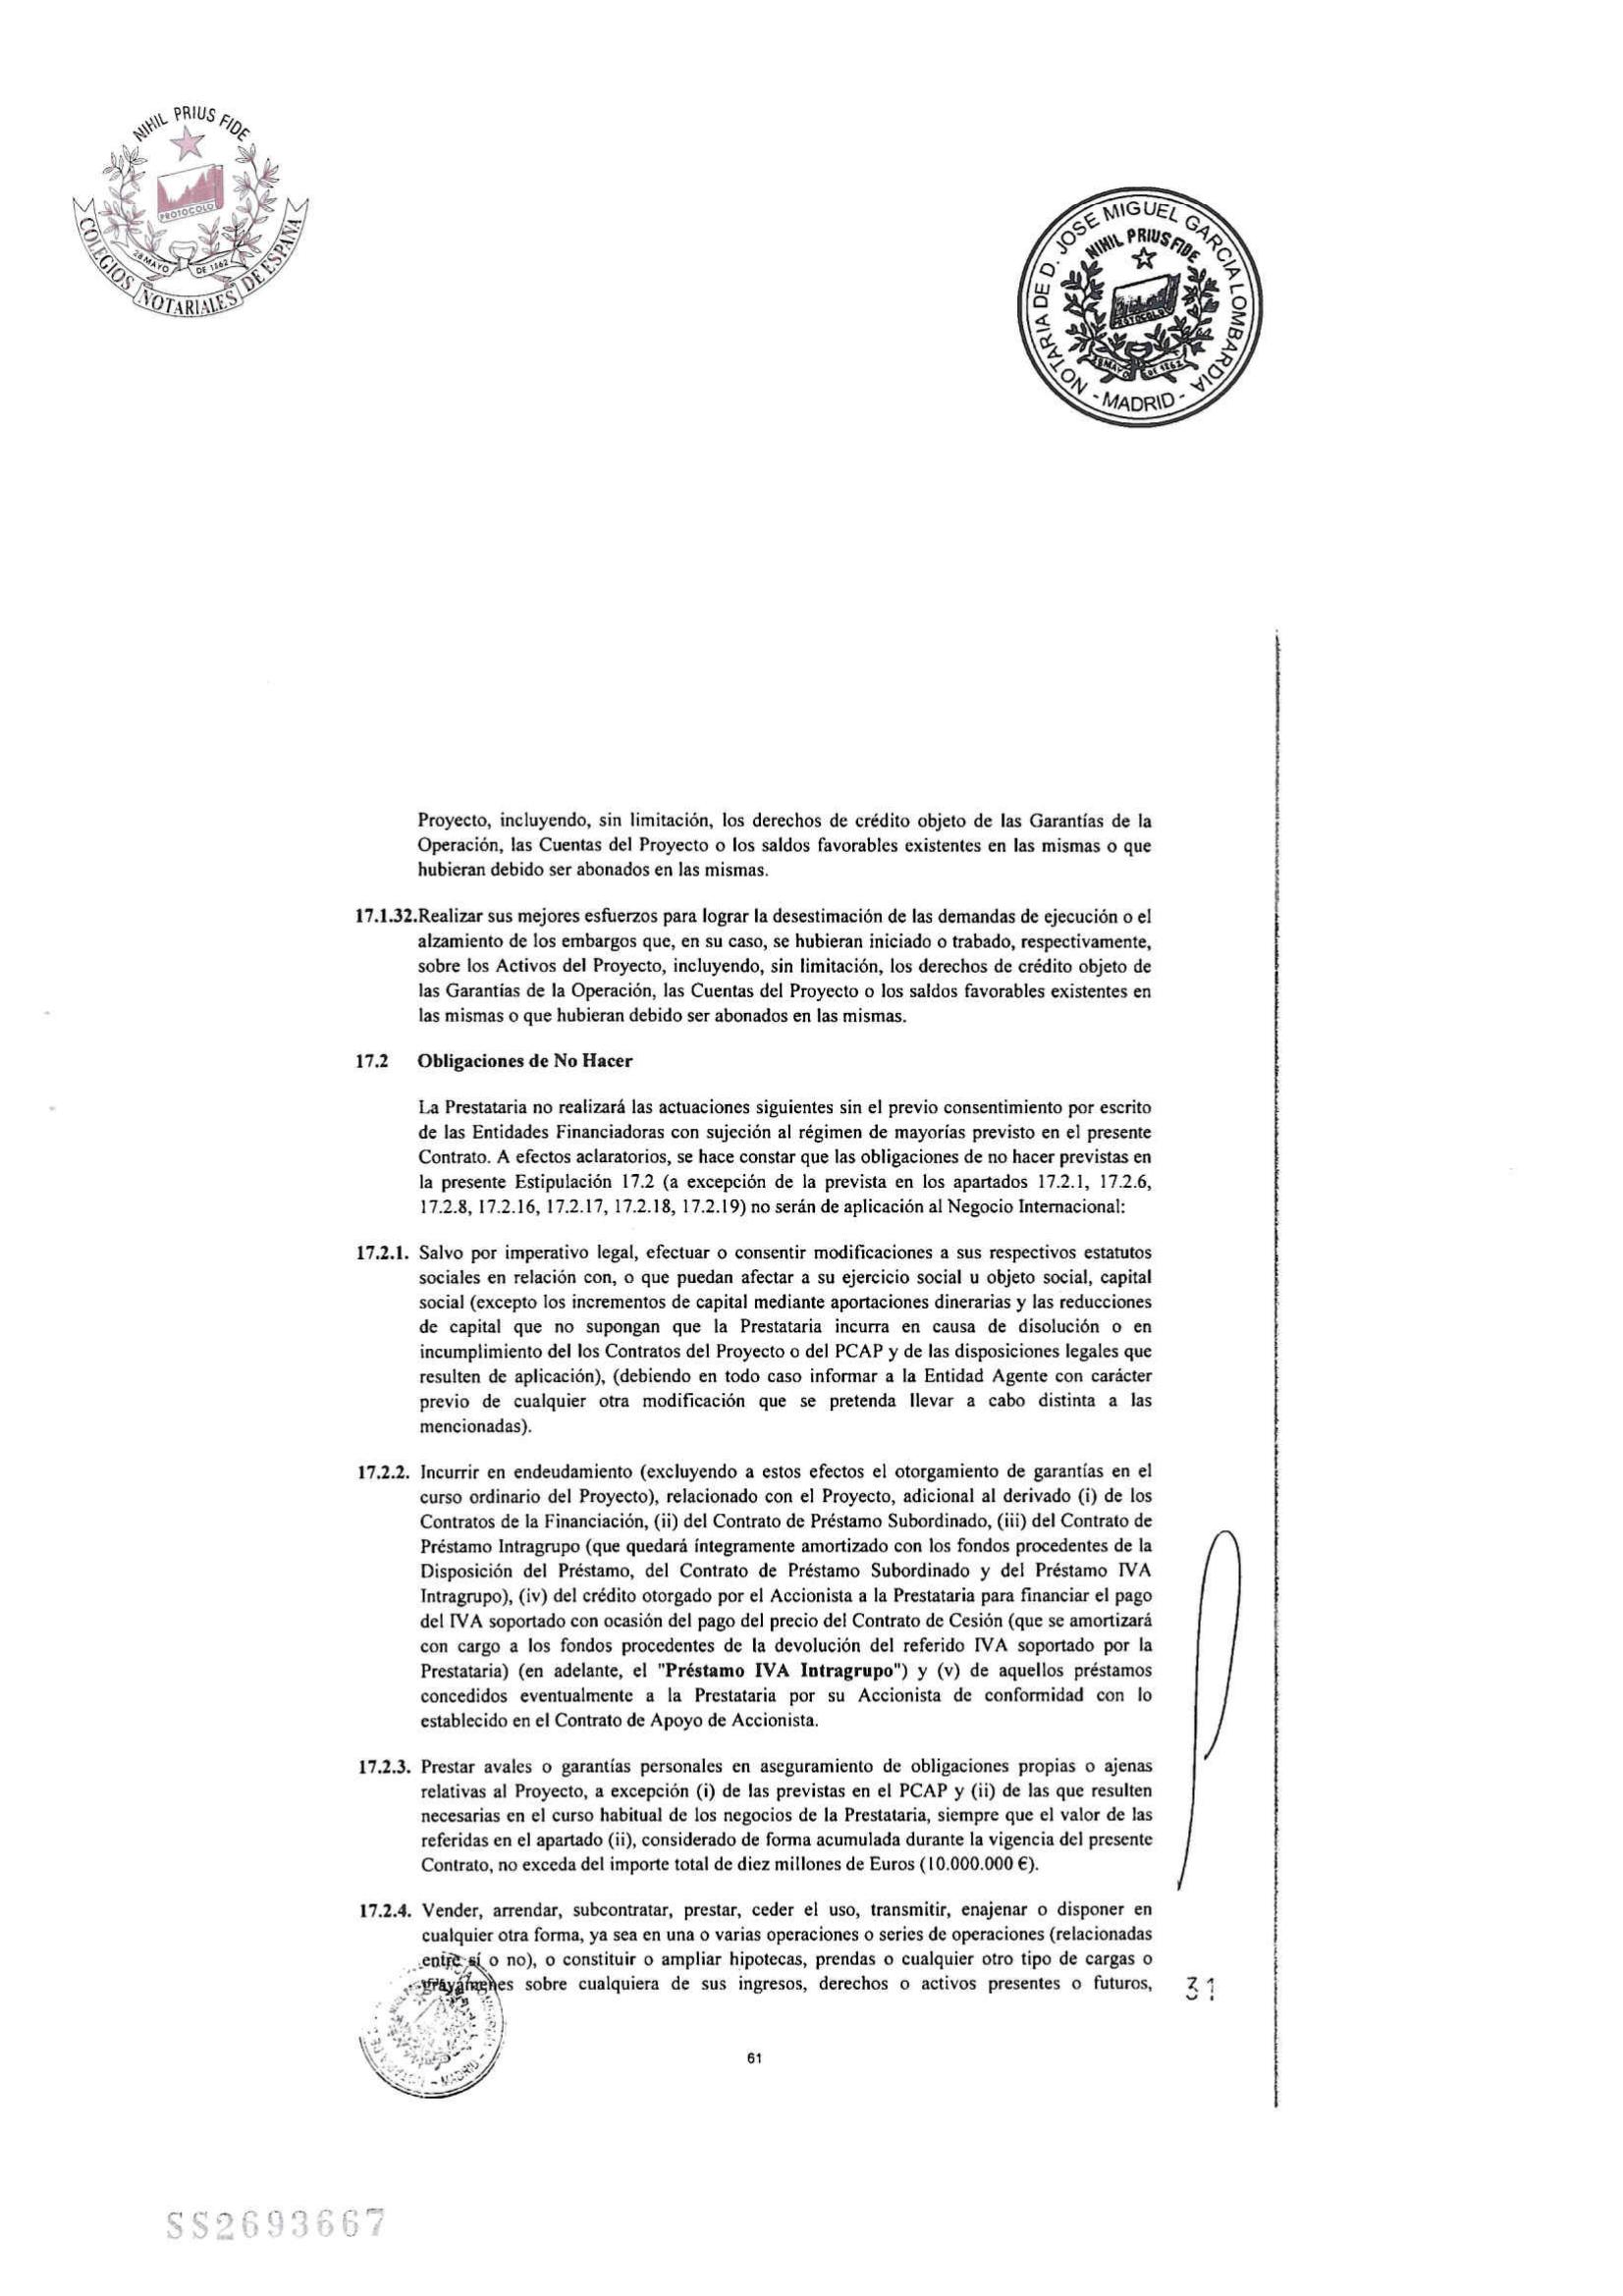 NIHIL PRIUS FIDE
PROTOCOLO
28 MAYO DE 1862
COLEGIOS NOTARIALES DE ESPAÑA
NOTARIA DE D. JOSE MIGUEL GARCIA LOMBARDIA
NIHIL PRIUS FIDE
PROTOCOLO
28 MAYO DE 1862
- MADRID -
Proyecto, incluyendo, sin limitación, los derechos de crédito objeto de las Garantías de la
Operación, las Cuentas del Proyecto o los saldos favorables existentes en las mismas o que
hubieran debido ser abonados en las mismas.
17.1.32.Realizar sus mejores esfuerzos para lograr la desestimación de las demandas de ejecución o el
alzamiento de los embargos que, en su caso, se hubieran iniciado o trabado, respectivamente,
sobre los Activos del Proyecto, incluyendo, sin limitación, los derechos de crédito objeto de
las Garantías de la Operación, las Cuentas del Proyecto o los saldos favorables existentes en
las mismas o que hubieran debido ser abonados en las mismas.
17.2 Obligaciones de No Hacer
La Prestataria no realizará las actuaciones siguientes sin el previo consentimiento por escrito
de las Entidades Financiadoras con sujeción al régimen de mayorías previsto en el presente
Contrato. A efectos aclaratorios, se hace constar que las obligaciones de no hacer previstas en
la presente Estipulación 17.2 (a excepción de la prevista en los apartados 17.2.1, 17.2.6,
17.2.8, 17.2.16, 17.2.17, 17.2.18, 17.2.19) no serán de aplicación al Negocio Internacional:
17.2.1. Salvo por imperativo legal, efectuar o consentir modificaciones a sus respectivos estatutos
sociales en relación con, o que puedan afectar a su ejercicio social u objeto social, capital
social (excepto los incrementos de capital mediante aportaciones dinerarias y las reducciones
de capital que no supongan que la Prestataria incurra en causa de disolución o en
incumplimiento del los Contratos del Proyecto o del PCAP y de las disposiciones legales que
resulten de aplicación), (debiendo en todo caso informar a la Entidad Agente con carácter
previo de cualquier otra modificación que se pretenda llevar a cabo distinta a las
mencionadas).
17.2.2. Incurrir en endeudamiento (excluyendo a estos efectos el otorgamiento de garantías en el
curso ordinario del Proyecto), relacionado con el Proyecto, adicional al derivado (i) de los
Contratos de la Financiación, (ii) del Contrato de Préstamo Subordinado, (iii) del Contrato de
Préstamo Intragrupo (que quedará íntegramente amortizado con los fondos procedentes de la
Disposición del Préstamo, del Contrato de Préstamo Subordinado y del Préstamo IVA
Intragrupo), (iv) del crédito otorgado por el Accionista a la Prestataria para financiar el pago
del IVA soportado con ocasión del pago del precio del Contrato de Cesión (que se amortizará
con cargo a los fondos procedentes de la devolución del referido IVA soportado por la
Prestataria) (en adelante, el "Préstamo IVA Intragrupo") y (v) de aquellos préstamos
concedidos eventualmente a la Prestataria por su Accionista de conformidad con lo
establecido en el Contrato de Apoyo de Accionista.
17.2.3. Prestar avales o garantías personales en aseguramiento de obligaciones propias o ajenas
relativas al Proyecto, a excepción (i) de las previstas en el PCAP y (ii) de las que resulten
necesarias en el curso habitual de los negocios de la Prestataria, siempre que el valor de las
referidas en el apartado (ii), considerado de forma acumulada durante la vigencia del presente
Contrato, no exceda del importe total de diez millones de Euros (10.000.000 €).
17.2.4. Vender, arrendar, subcontratar, prestar, ceder el uso, transmitir, enajenar o disponer en
cualquier otra forma, ya sea en una o varias operaciones o series de operaciones (relacionadas
entre sí o no), o constituir o ampliar hipotecas, prendas o cualquier otro tipo de cargas o
gravámenes sobre cualquiera de sus ingresos, derechos o activos presentes o futuros,
31
- MADRID -
61
SS2693667